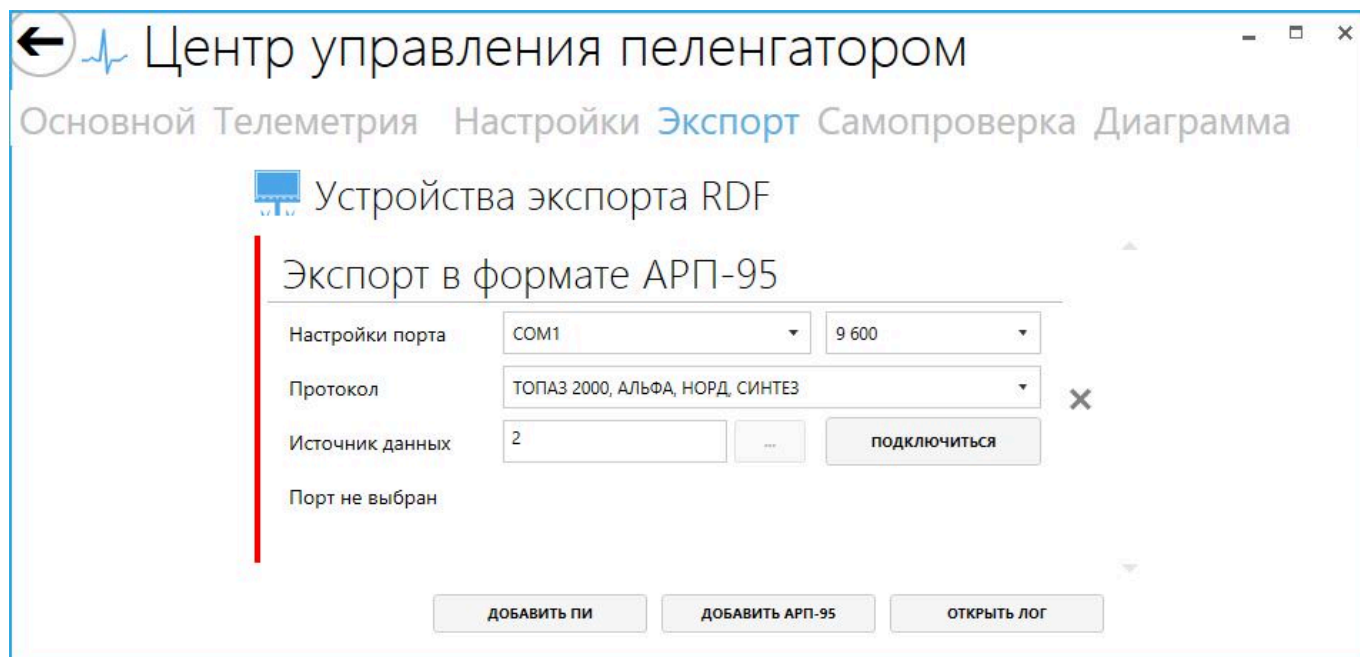 Центр управления пеленгатором
Основной Телеметрия Настройки Экспорт Самопроверка Диаграмма
Устройства экспорта RDF
Экспорт в формате АРП-95
Настройки порта COM1 9 600
Протокол ТОПАЗ 2000, АЛЬФА, НОРД, СИНТЕЗ
Источник данных 2 ... ПОДКЛЮЧИТЬСЯ
Порт не выбран
ДОБАВИТЬ ПИ ДОБАВИТЬ АРП-95 ОТКРЫТЬ ЛОГ